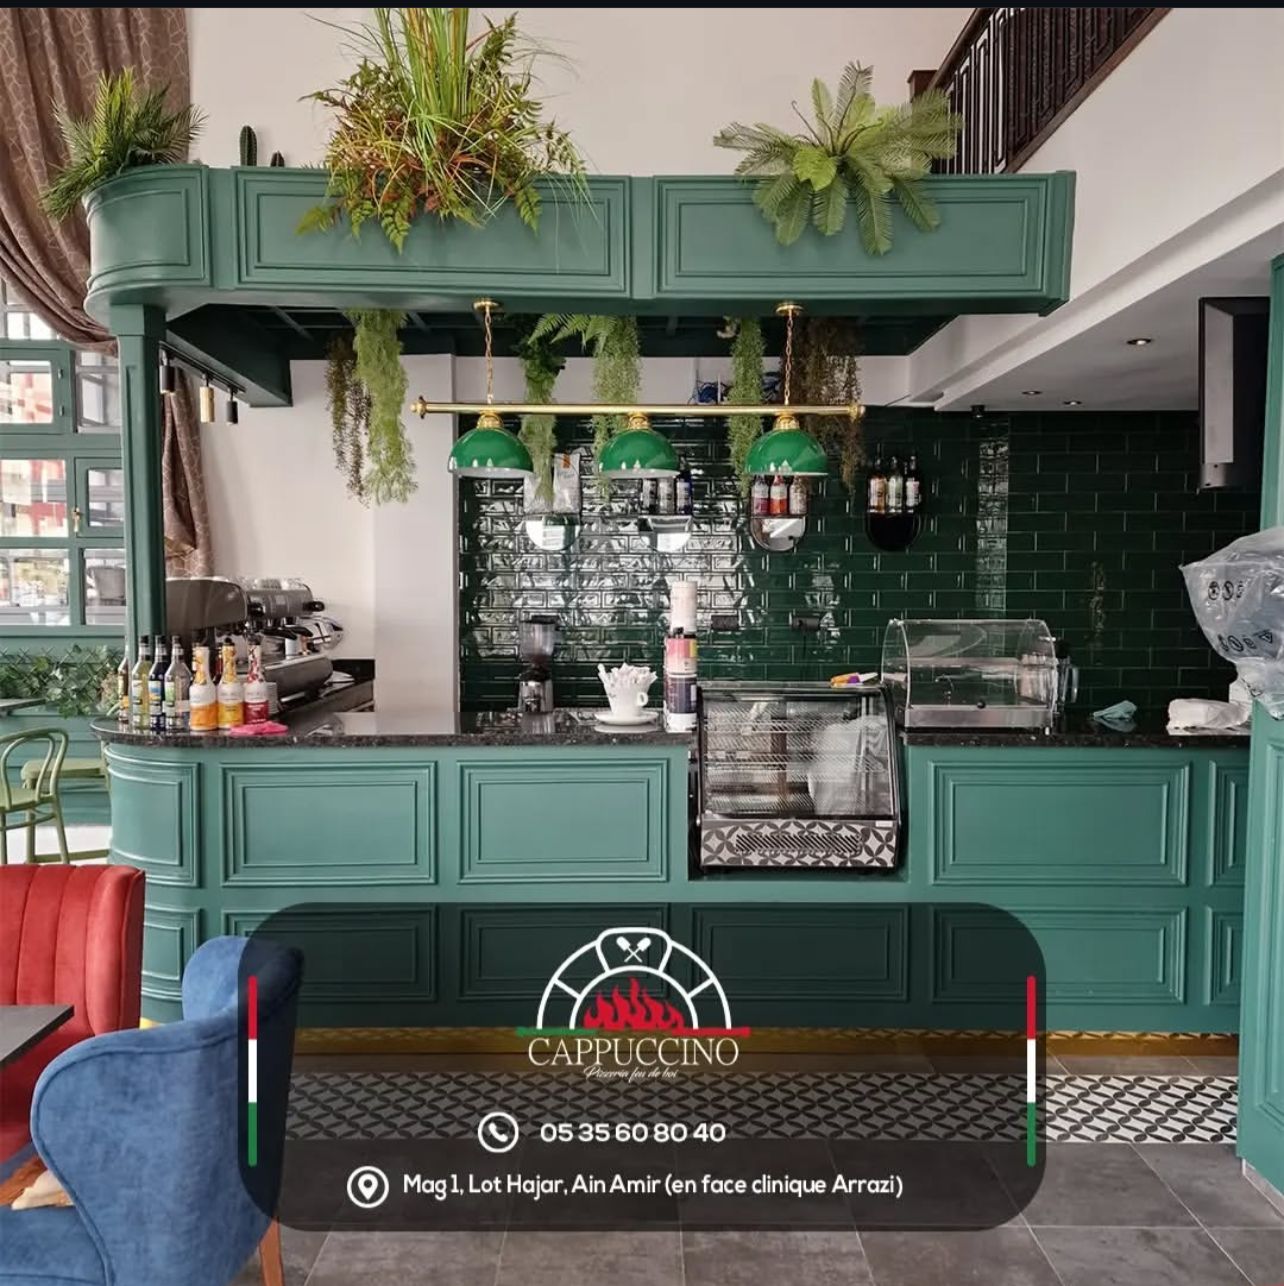 CAPPUCCINO
Pizzeria feu de boi
05 35 60 80 40
Mag 1, Lot Hajar, Ain Amir (en face clinique Arrazi)